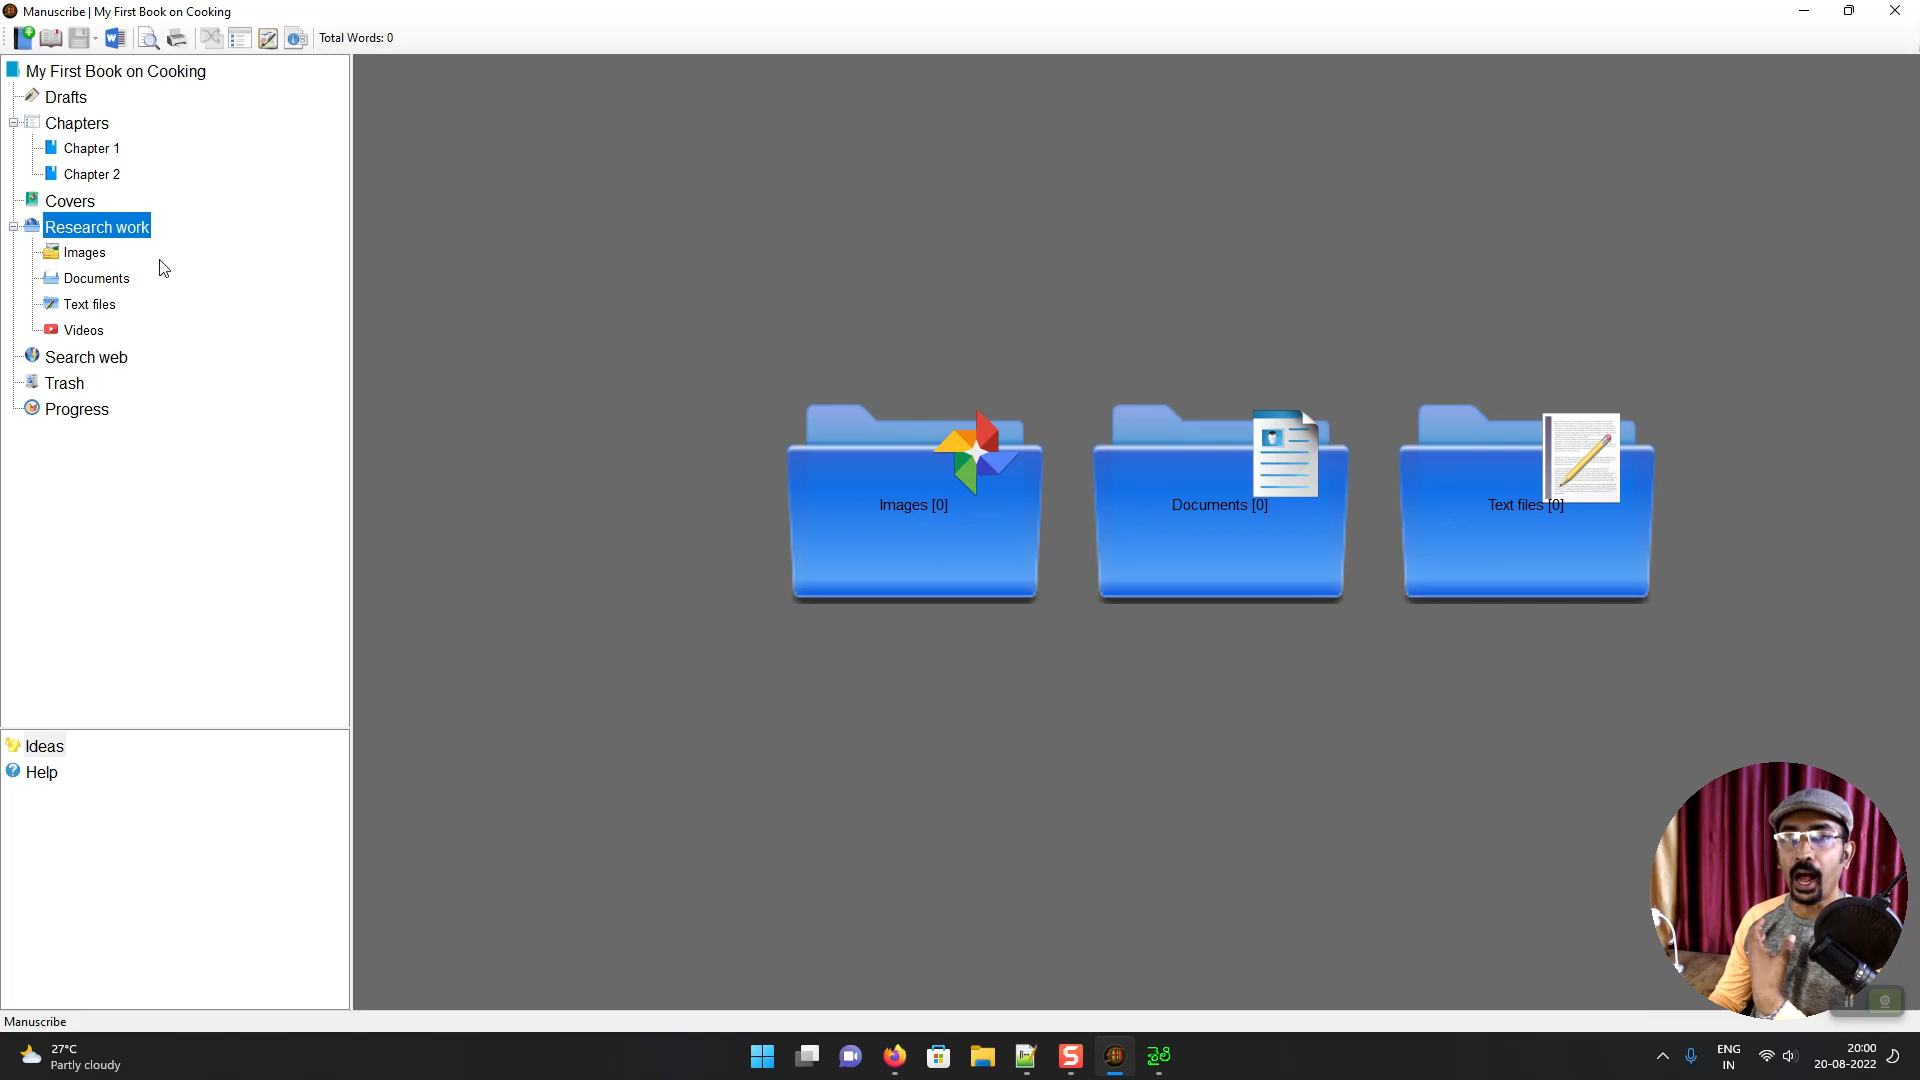 Manuscribe | My First Book on Cooking
Total Words: 0
My First Book on Cooking
Drafts
Chapters
Chapter 1
Chapter 2
Covers
Research work
Images
Documents
Text files
Videos
Search web
Trash
Progress
Images [0]
Documents [0]
Text files [0]
Ideas
Help
Manuscribe
27°C
Partly cloudy
ENG
IN
20:00
20-08-2022